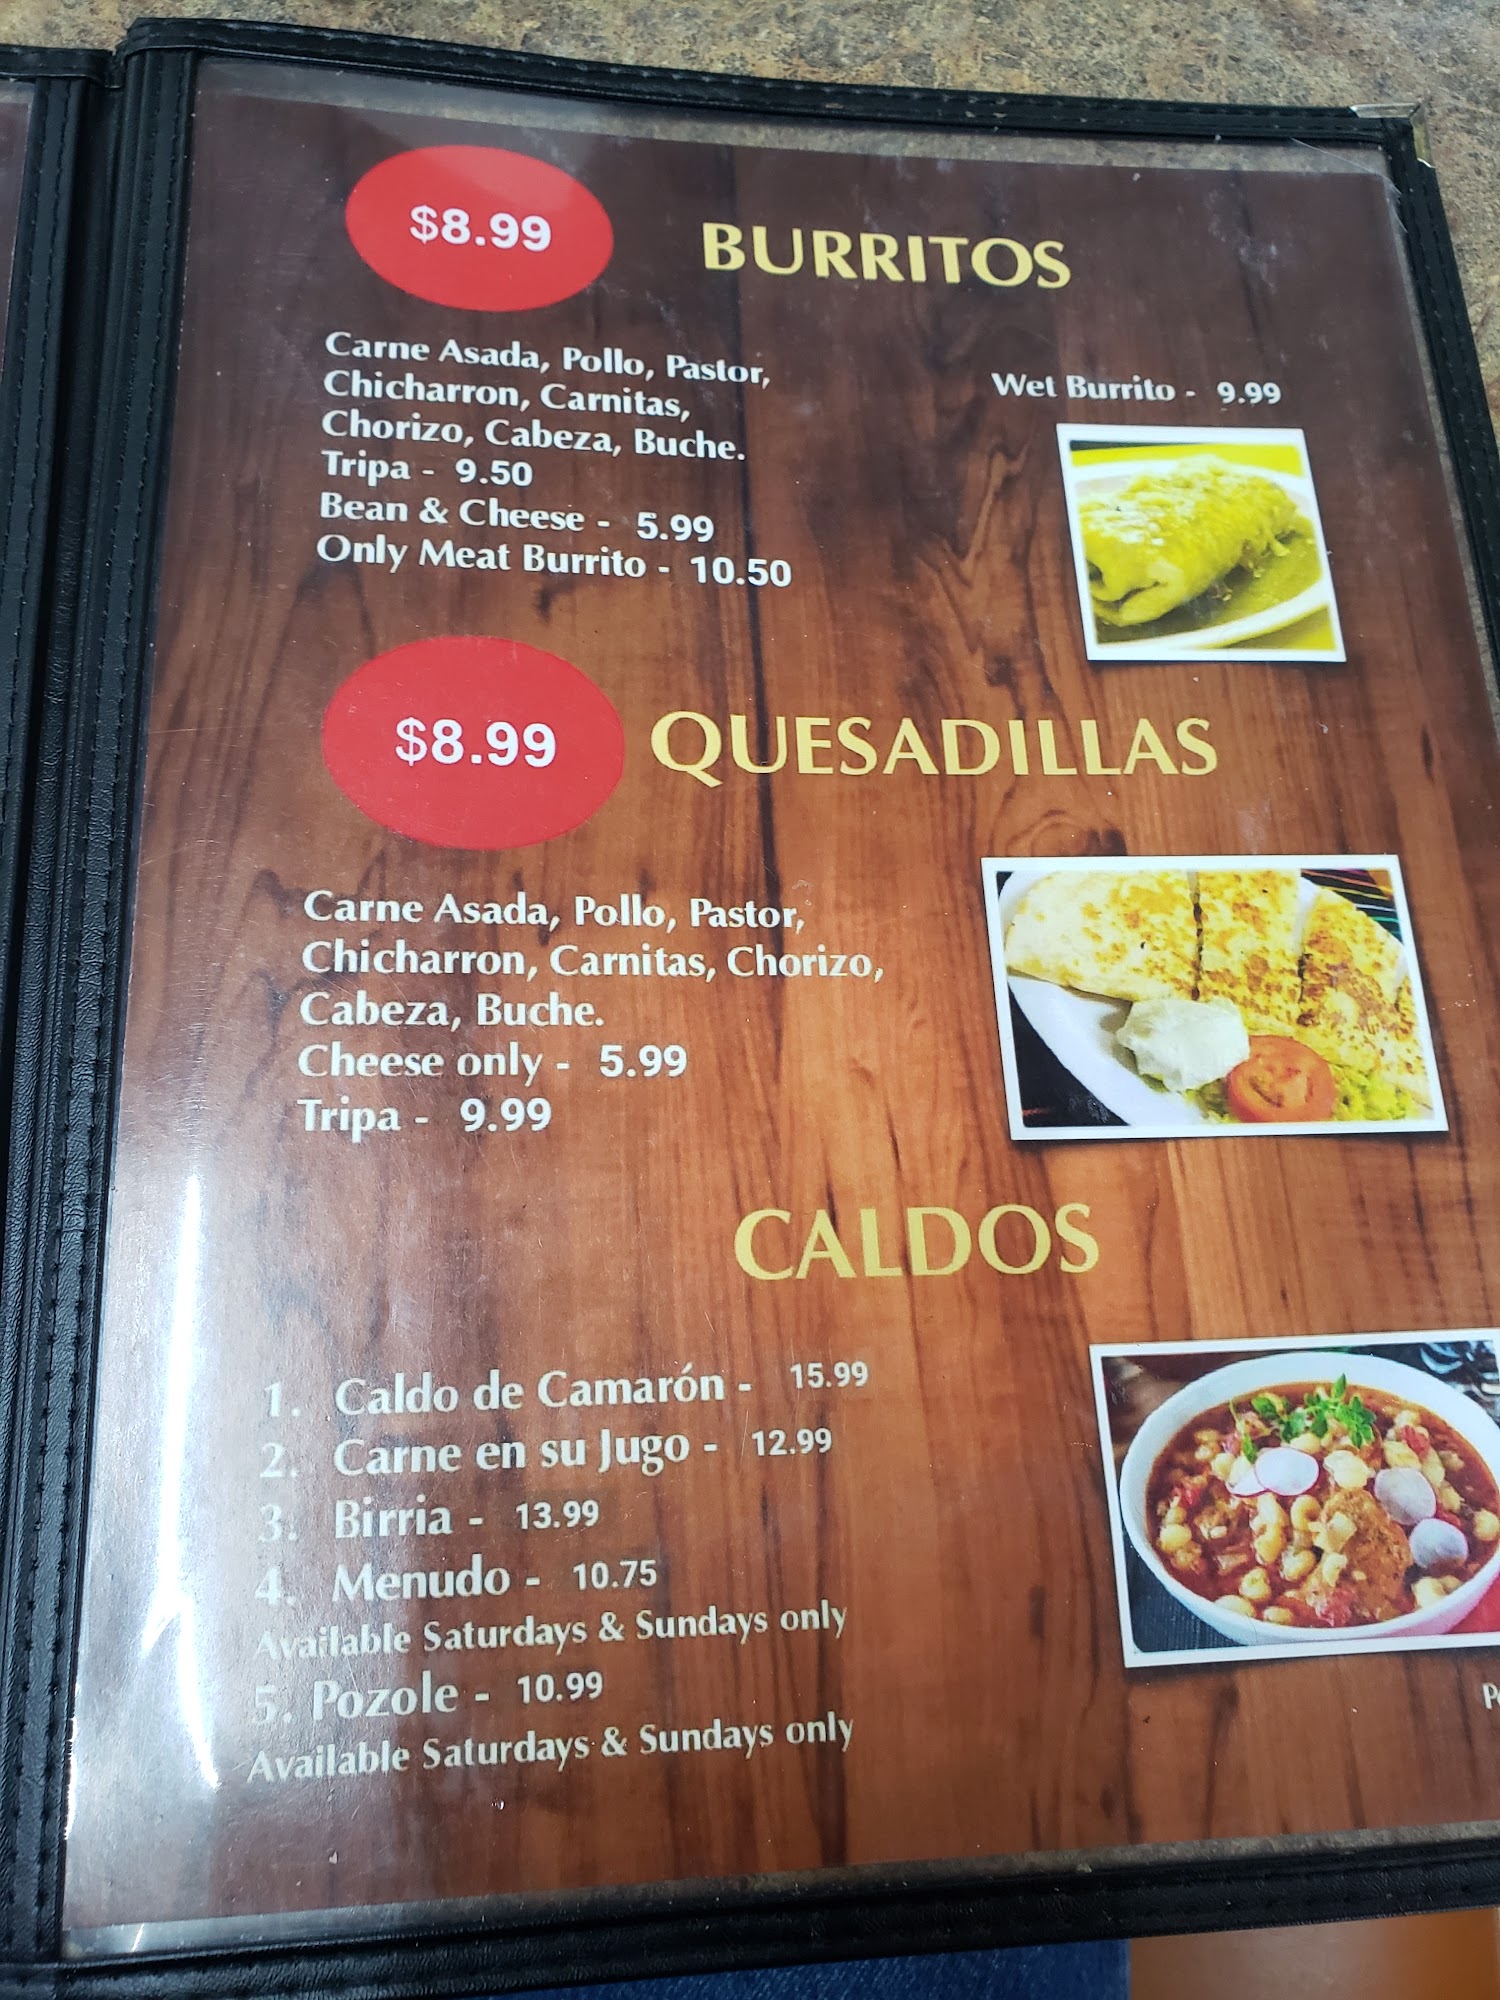 $8.99
BURRITOS
Carne Asada, Pollo, Pastor,
Chicharron, Carnitas,
Chorizo, Cabeza, Buche.
Tripa - 9.50
Bean & Cheese - 5.99
Only Meat Burrito - 10.50
Wet Burrito - 9.99
$8.99
QUESADILLAS
Carne Asada, Pollo, Pastor,
Chicharron, Carnitas, Chorizo,
Cabeza, Buche.
Cheese only - 5.99
Tripa - 9.99
CALDOS
1. Caldo de Camarón - 15.99
2. Carne en su Jugo - 12.99
3. Birria - 13.99
4. Menudo - 10.75
Available Saturdays & Sundays only
5. Pozole - 10.99
Available Saturdays & Sundays only